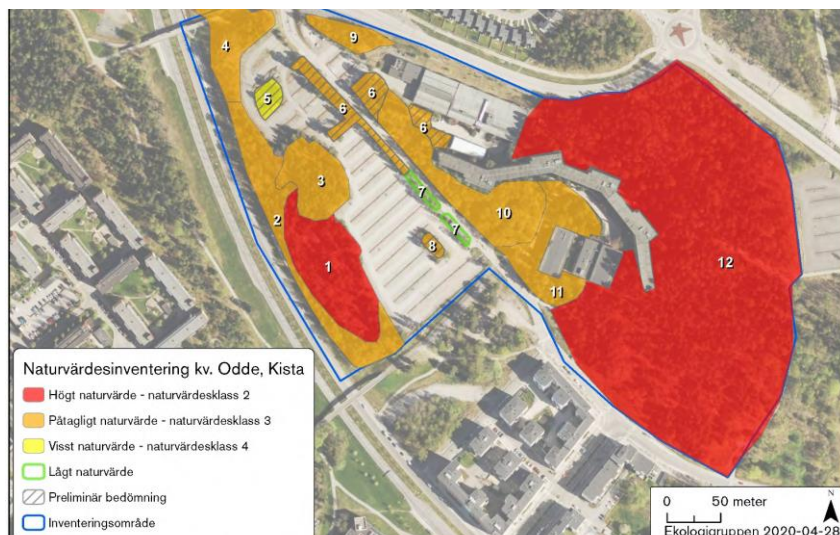 4
9
5
6
6
6
3
7
2
7
10
8
1
12
11
Naturvärdesinventering kv. Odde, Kista
Högt naturvärde - naturvärdesklass 2
Påtagligt naturvärde - naturvärdesklass 3
Visst naturvärde - naturvärdesklass 4
Lågt naturvärde
Preliminär bedömning
Inventeringsområde
0 50 meter
N
Ekologigruppen 2020-04-28